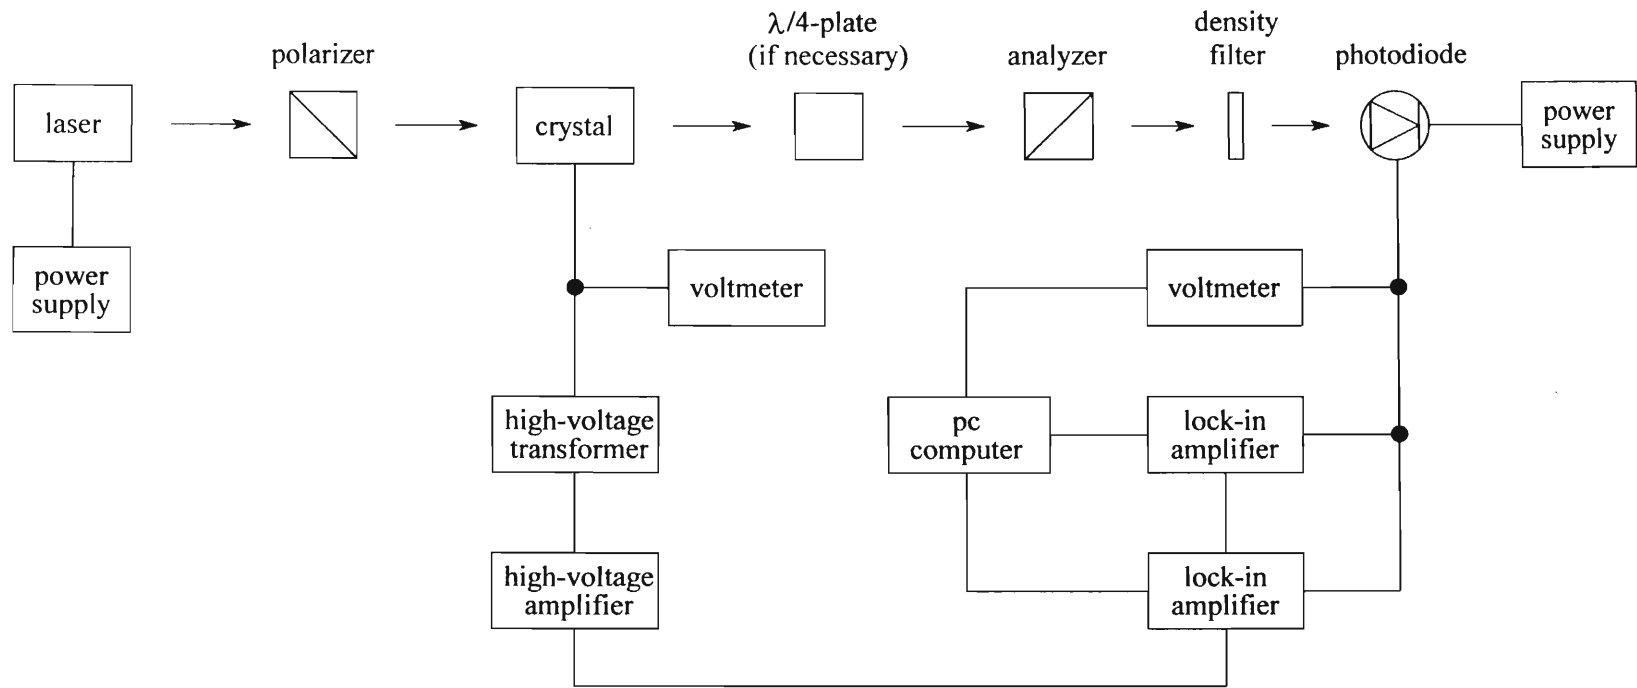 polarizer
λ/4-plate
(if necessary)
analyzer
density
filter
photodiode
laser
crystal
power
supply
power
supply
voltmeter
voltmeter
high-voltage
transformer
pc
computer
lock-in
amplifier
high-voltage
amplifier
lock-in
amplifier